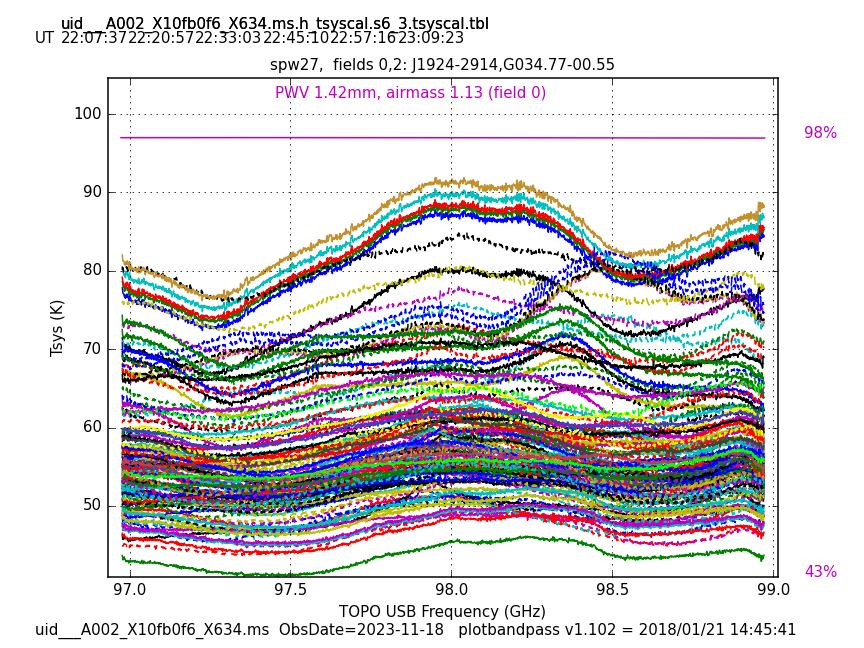 uid___A002_X10fb0f6_X634.ms.h_tsyscal.s6_3.tsyscal.tbl
UT 22:07:37 22:20:57 22:33:03 22:45:10 22:57:16 23:09:23
spw27, fields 0,2: J1924-2914,G034.77-00.55
PWV 1.42mm, airmass 1.13 (field 0)
98%
100
90
80
70
60
50
Tsys (K)
43%
97.0 97.5 98.0 98.5 99.0
TOPO USB Frequency (GHz)
uid___A002_X10fb0f6_X634.ms ObsDate=2023-11-18 plotbandpass v1.102 = 2018/01/21 14:45:41